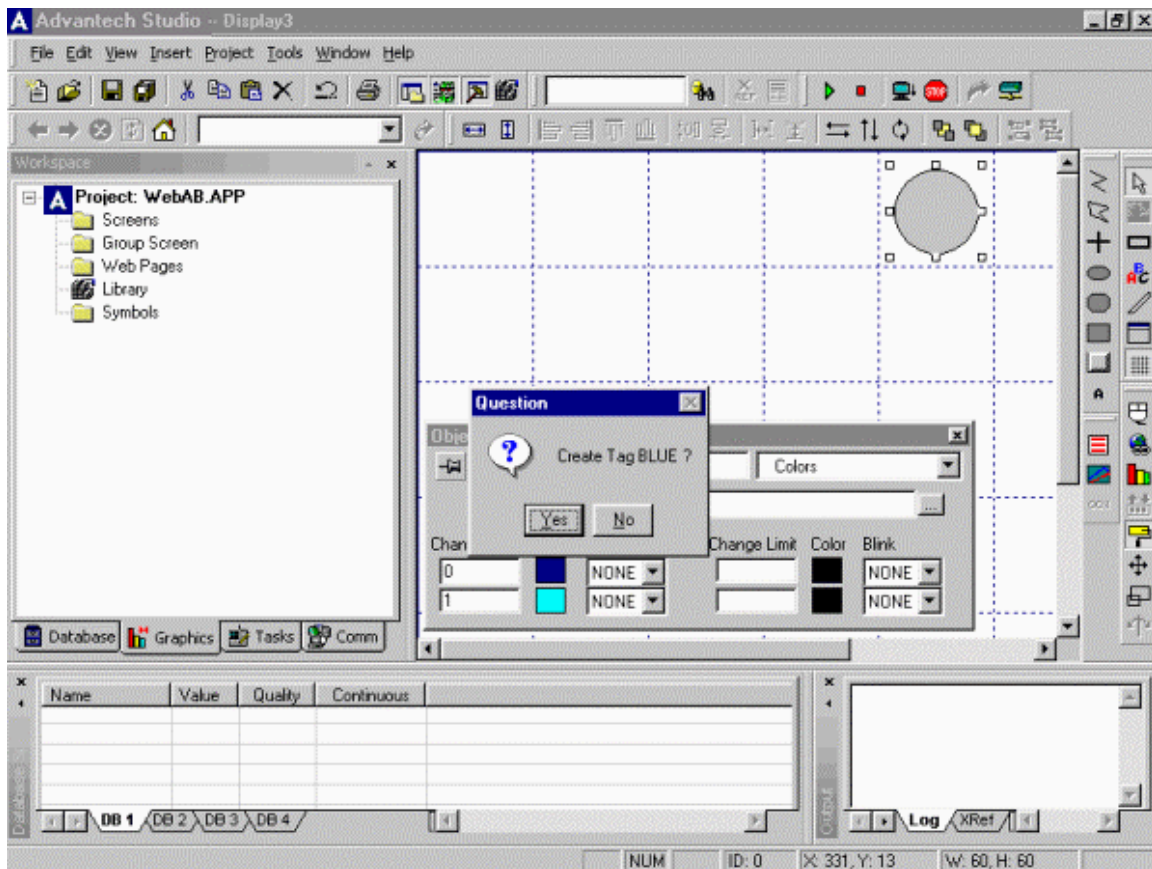 Advantech Studio -- Display3
File Edit View Insert Project Tools Window Help
STOP
Workspace
Project: WebAB.APP
Screens
Group Screen
Web Pages
Library
Symbols
Database Graphics Tasks Comm
Question
Create Tag BLUE ?
Yes No
Obje
Colors
...
Chan
Change Limit Color Blink
0 NONE NONE
1 NONE NONE
A
Name Value Quality Continuous
DB 1 DB 2 DB 3 DB 4
Output
Log XRef
NUM ID: 0 X: 331, Y: 13 W: 60, H: 60